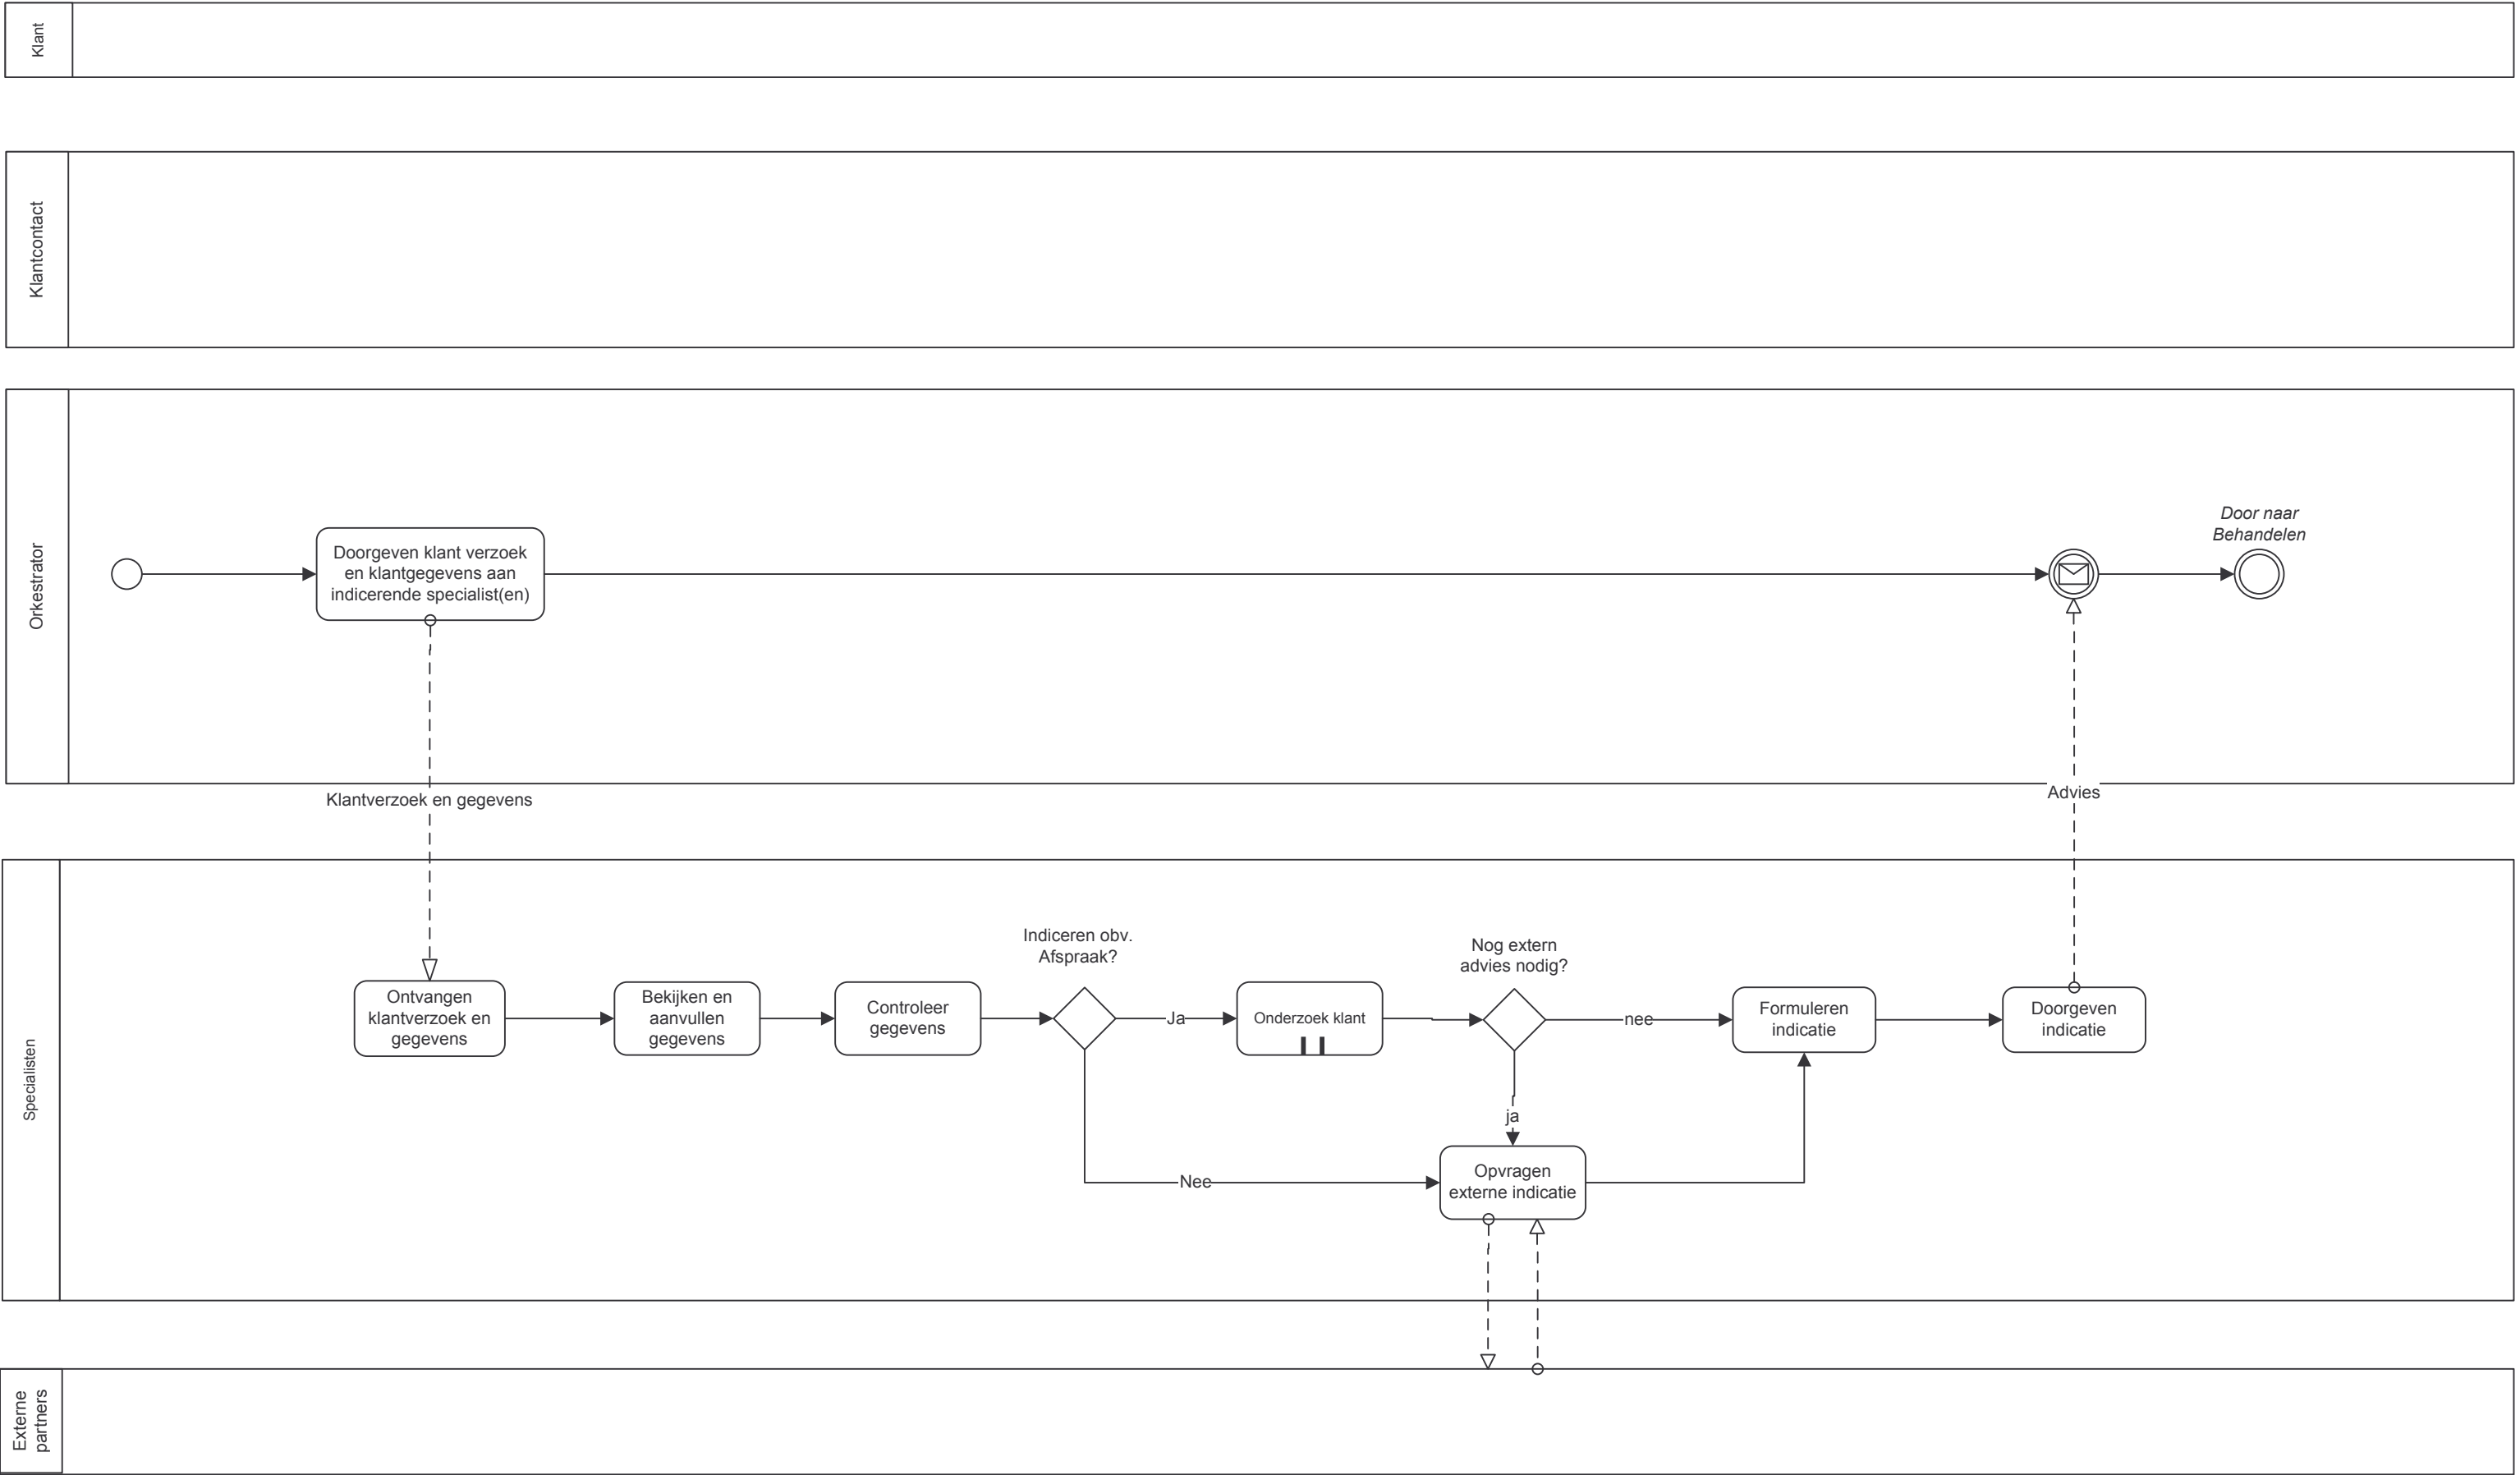 Klant
Klantcontact
Orkestrator
Doorgeven klant verzoek
en klantgegevens aan
indicerende specialist(en)
Door naar
Behandelen
Klantverzoek en gegevens
Advies
Specialisten
Ontvangen
klantverzoek en
gegevens
Bekijken en
aanvullen
gegevens
Controleer
gegevens
Indiceren obv.
Afspraak?
Ja
Onderzoek klant
Nog extern
advies nodig?
nee
Formuleren
indicatie
Doorgeven
indicatie
ja
Nee
Opvragen
externe indicatie
Externe
partners